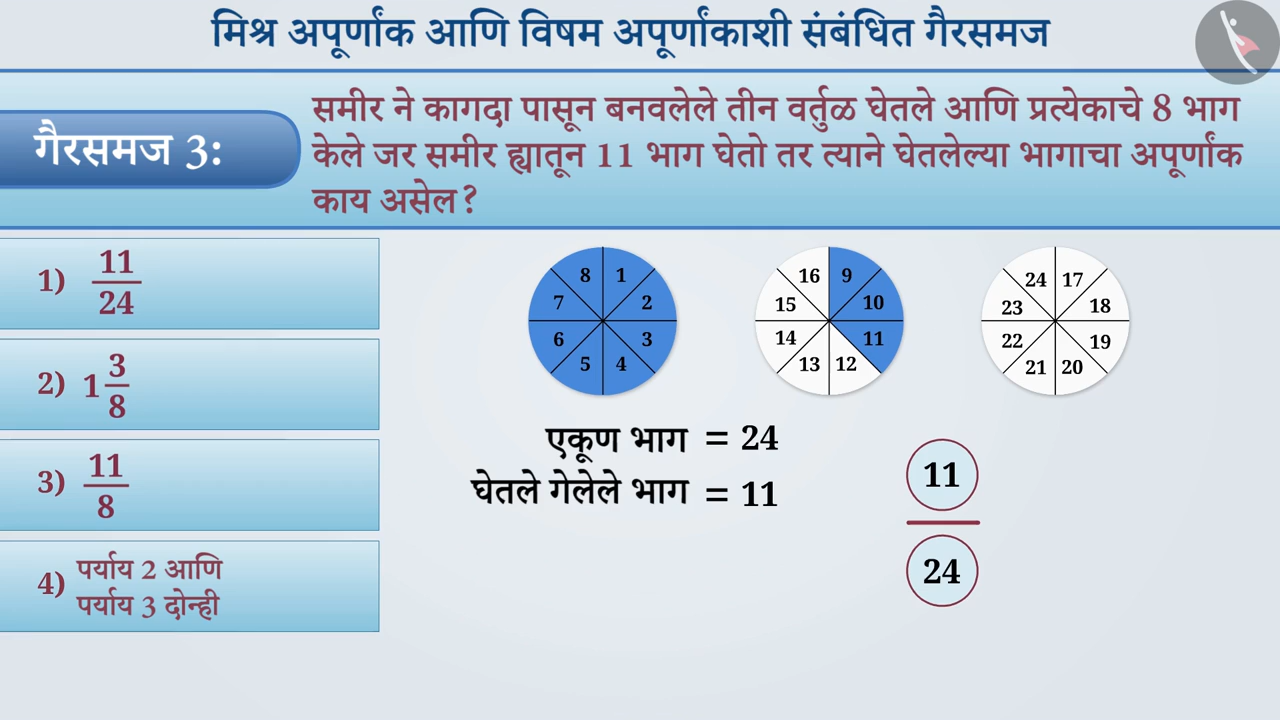 मिश्र अपूर्णांक आणि विषम अपूर्णांकाशी संबंधित गैरसमज
गैरसमज 3:
समीर ने कागदा पासून बनवलेले तीन वर्तुळ घेतले आणि प्रत्येकाचे 8 भाग
केले जर समीर ह्यातून 11 भाग घेतो तर त्याने घेतलेल्या भागाचा अपूर्णांक
काय असेल?
1) 11/24
2) 1 3/8
3) 11/8
4) पर्याय 2 आणि
पर्याय 3 दोन्ही
8 1
7 2
6 3
5 4
16 9
15 10
14 11
13 12
24 17
23 18
22 19
21 20
एकूण भाग = 24
घेतले गेलेले भाग = 11
11
24